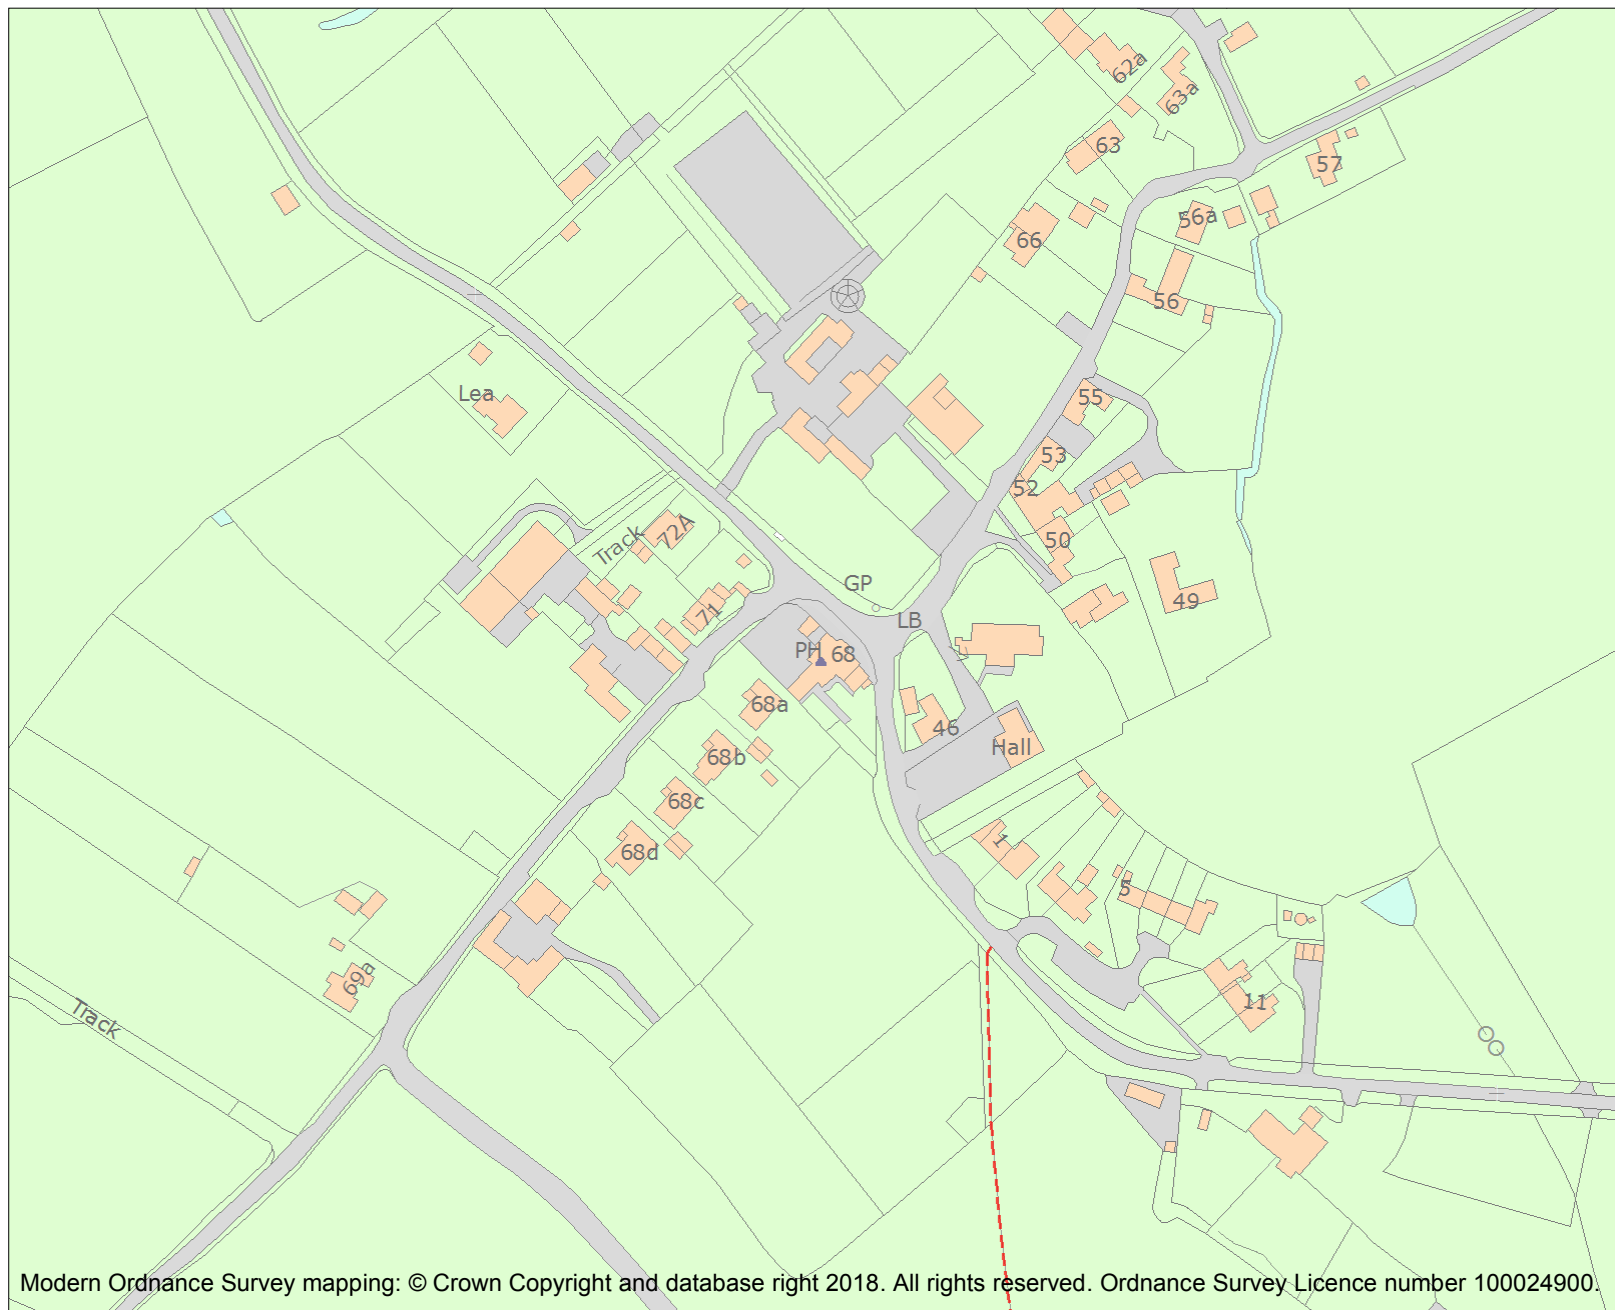 62a
63a
63
57
56a
66
56
Lea
55
53
52
72A
Track
50
GP
49
71
LB
PH
68
68a
46
Hall
68b
68c
1
68d
5
69a
11
Track
Modern Ordnance Survey mapping: © Crown Copyright and database right 2018. All rights reserved. Ordnance Survey Licence number 100024900.